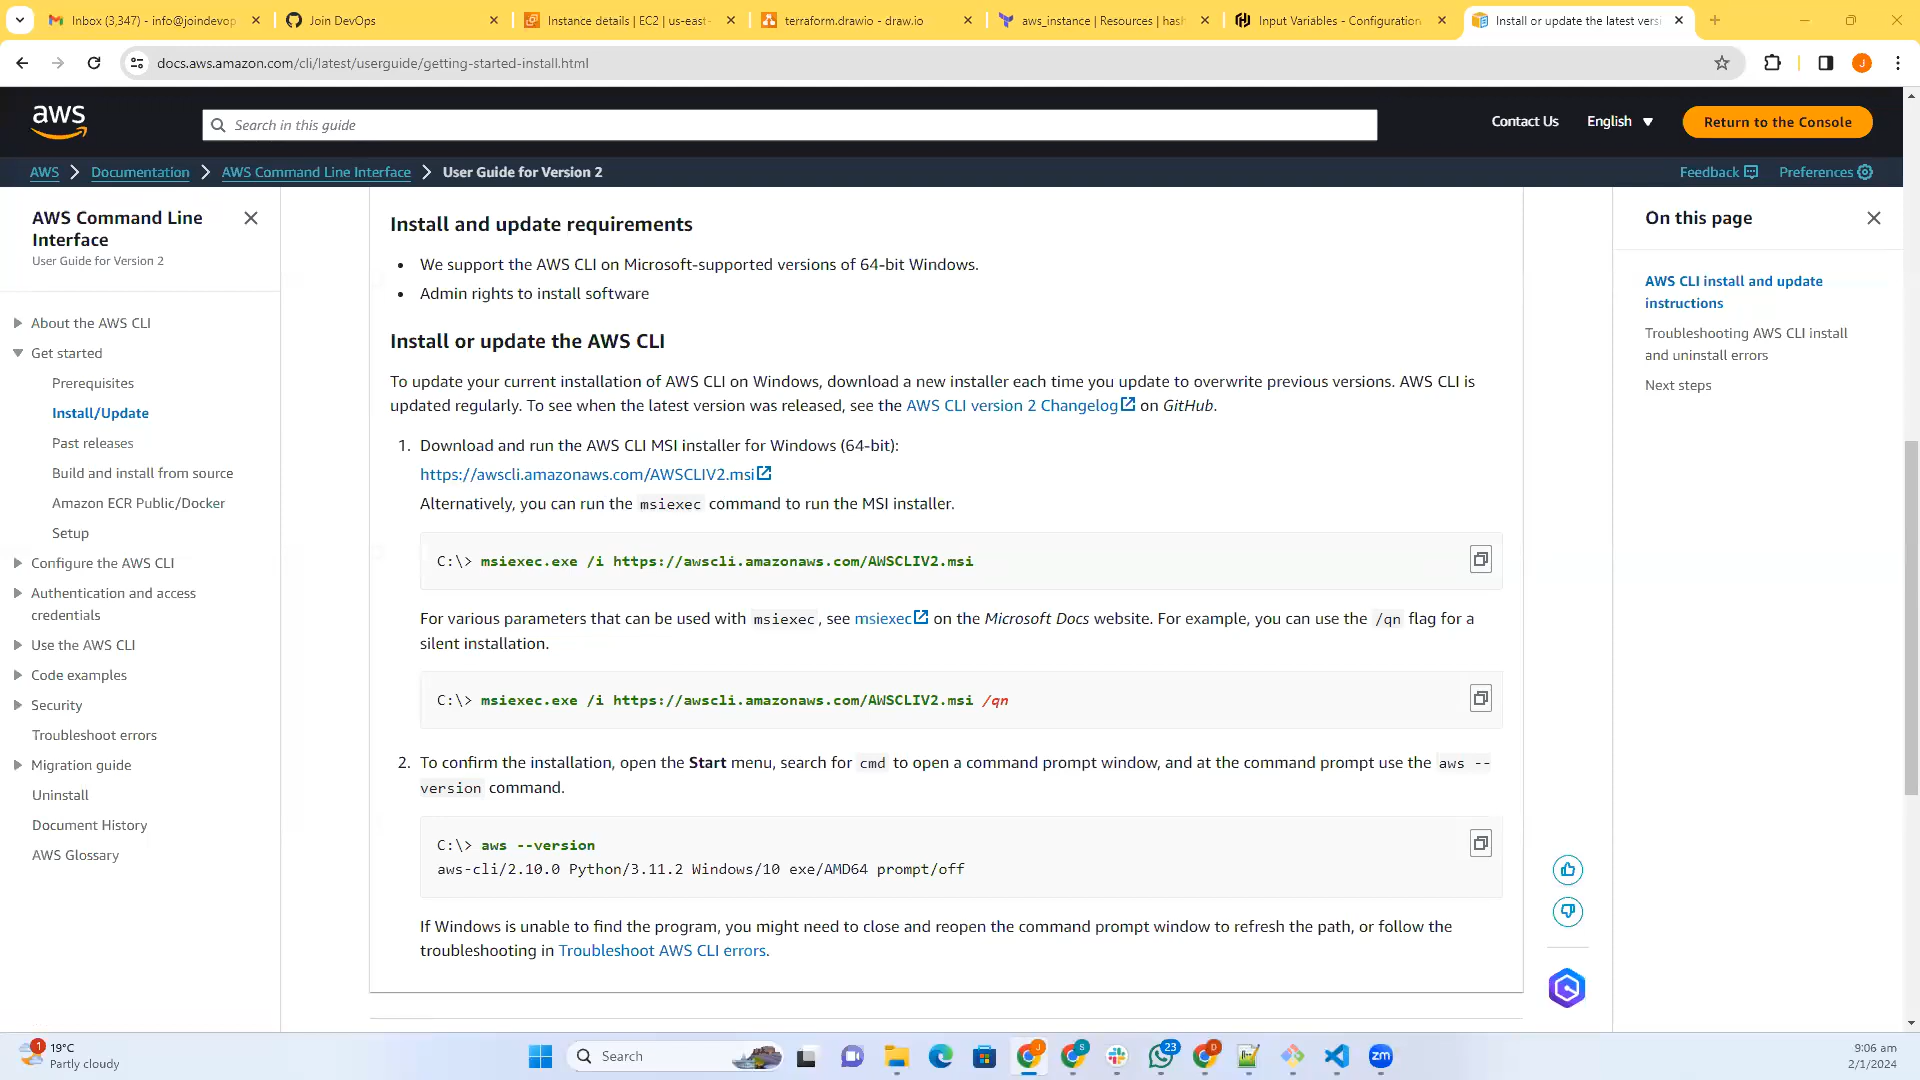 Inbox (3,347) - info@joindevop
Join DevOps
Instance details | EC2 | us-east-
terraform.drawio - draw.io
aws_instance | Resources | hash
Input Variables - Configuration
Install or update the latest versi
docs.aws.amazon.com/cli/latest/userguide/getting-started-install.html
J
aws
Search in this guide
Contact Us
English
Return to the Console
AWS
Documentation
AWS Command Line Interface
User Guide for Version 2
Feedback
Preferences
AWS Command Line
Interface
User Guide for Version 2
About the AWS CLI
Get started
Prerequisites
Install/Update
Past releases
Build and install from source
Amazon ECR Public/Docker
Setup
Configure the AWS CLI
Authentication and access
credentials
Use the AWS CLI
Code examples
Security
Troubleshoot errors
Migration guide
Uninstall
Document History
AWS Glossary
Install and update requirements
• We support the AWS CLI on Microsoft-supported versions of 64-bit Windows.
• Admin rights to install software
Install or update the AWS CLI
To update your current installation of AWS CLI on Windows, download a new installer each time you update to overwrite previous versions. AWS CLI is
updated regularly. To see when the latest version was released, see the AWS CLI version 2 Changelog on GitHub.
1. Download and run the AWS CLI MSI installer for Windows (64-bit):
https://awscli.amazonaws.com/AWSCLIV2.msi
Alternatively, you can run the msiexec command to run the MSI installer.
C:\> msiexec.exe /i https://awscli.amazonaws.com/AWSCLIV2.msi
For various parameters that can be used with msiexec, see msiexec on the Microsoft Docs website. For example, you can use the /qn flag for a
silent installation.
C:\> msiexec.exe /i https://awscli.amazonaws.com/AWSCLIV2.msi /qn
2. To confirm the installation, open the Start menu, search for cmd to open a command prompt window, and at the command prompt use the aws --
version command.
C:\> aws --version
aws-cli/2.10.0 Python/3.11.2 Windows/10 exe/AMD64 prompt/off
If Windows is unable to find the program, you might need to close and reopen the command prompt window to refresh the path, or follow the
troubleshooting in Troubleshoot AWS CLI errors.
On this page
AWS CLI install and update
instructions
Troubleshooting AWS CLI install
and uninstall errors
Next steps
1
19°C
Partly cloudy
Search
J
S
23
D
zm
9:06 am
2/1/2024